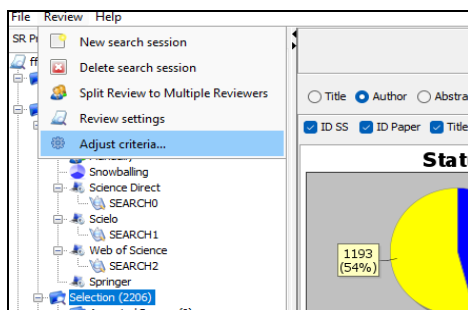 File Review Help
SR Pr
New search session
Delete search session
Split Review to Multiple Reviewers
Review settings
Adjust criteria...
Title Author Abstra
ID SS ID Paper Title
Snowballing
Science Direct
SEARCH0
Scielo
SEARCH1
Web of Science
SEARCH2
Springer
Selection (2206)
Stat
1193
(54%)